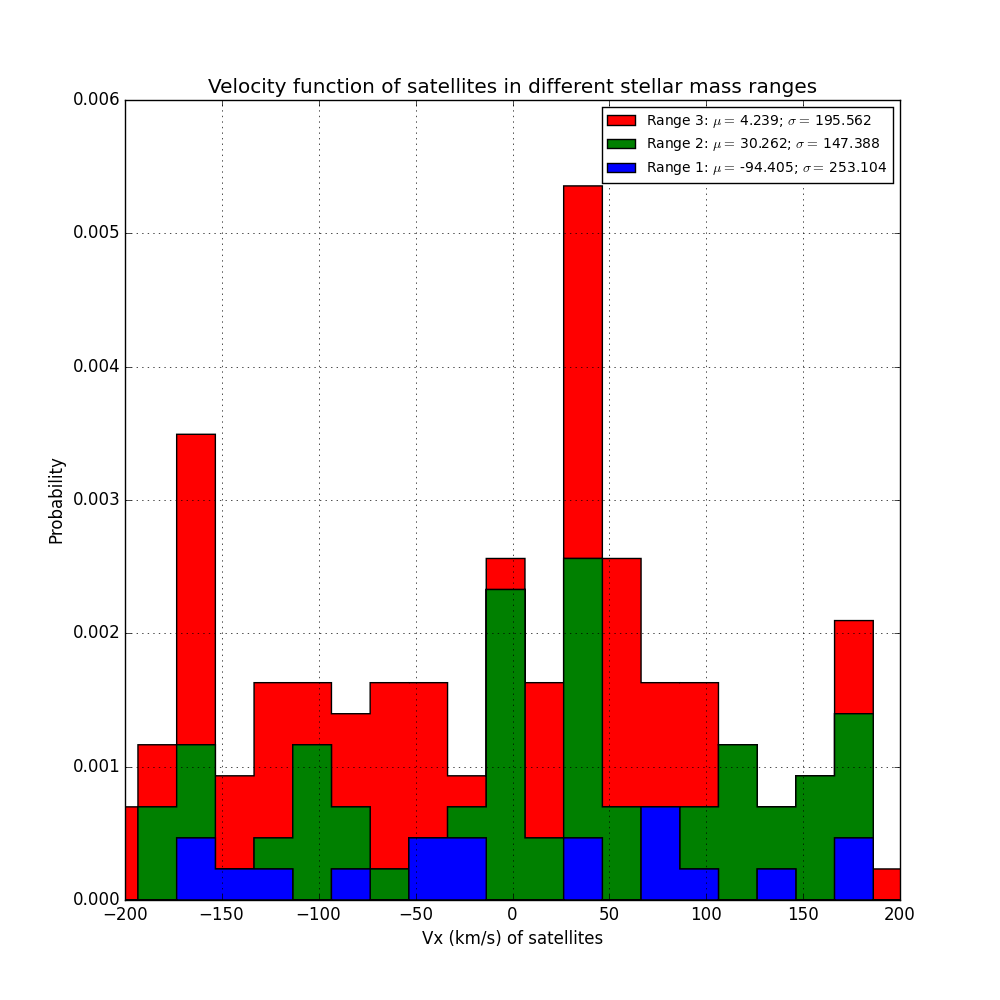 Velocity function of satellites in different stellar mass ranges
0.006
0.005
0.004
0.003
0.002
0.001
0.000
Probability
Range 3: μ = 4.239; σ = 195.562
Range 2: μ = 30.262; σ = 147.388
Range 1: μ = -94.405; σ = 253.104
−200 −150 −100 −50 0 50 100 150 200
Vx (km/s) of satellites